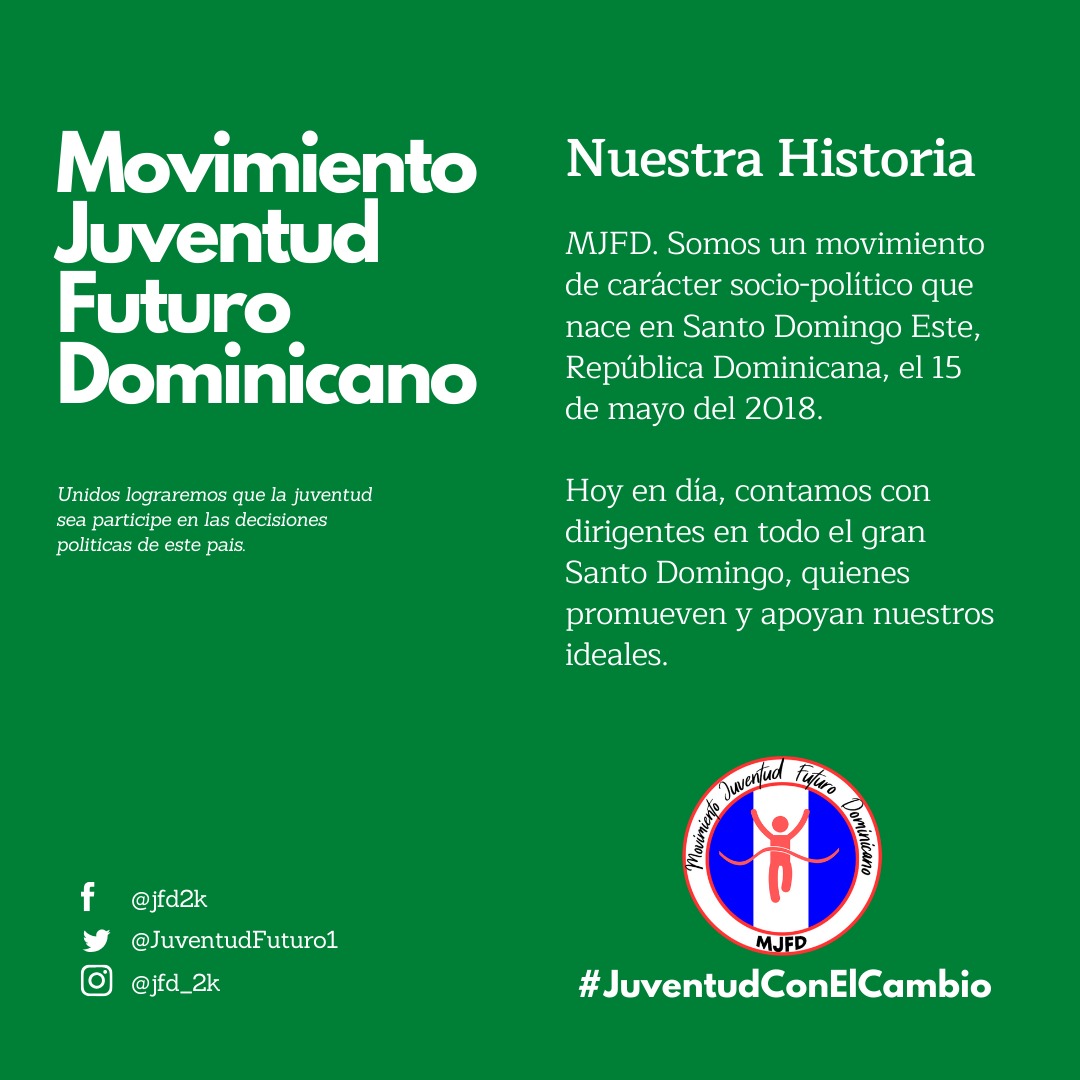 Movimiento
Juventud
Futuro
Dominicano
Unidos lograremos que la juventud
sea participe en las decisiones
politicas de este pais.
Nuestra Historia
MJFD. Somos un movimiento
de carácter socio-político que
nace en Santo Domingo Este,
República Dominicana, el 15
de mayo del 2018.
Hoy en día, contamos con
dirigentes en todo el gran
Santo Domingo, quienes
promueven y apoyan nuestros
ideales.
@jfd2k
@JuventudFuturo1
@jfd_2k
Movimiento Juventud Futuro Dominicano
MJFD
#JuventudConElCambio